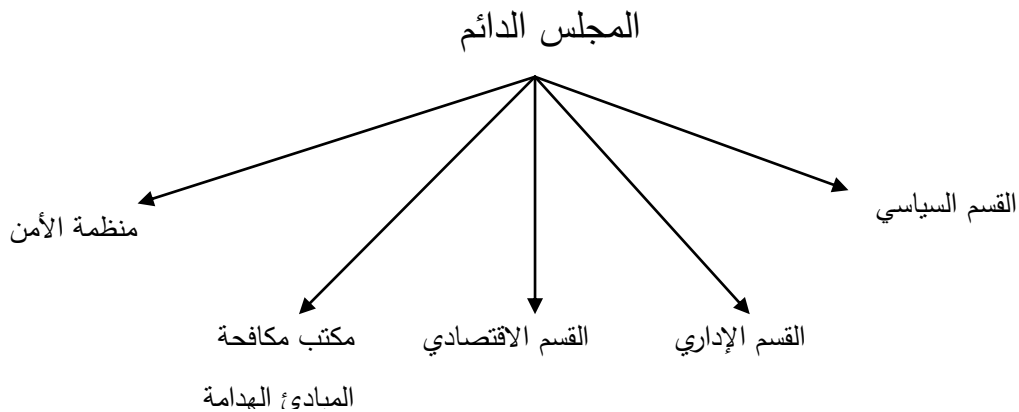 المجلس الدائم
القسم السياسي
منظمة الأمن
القسم الإداري
القسم الاقتصادي
مكتب مكافحة
المبادئ الهدامة